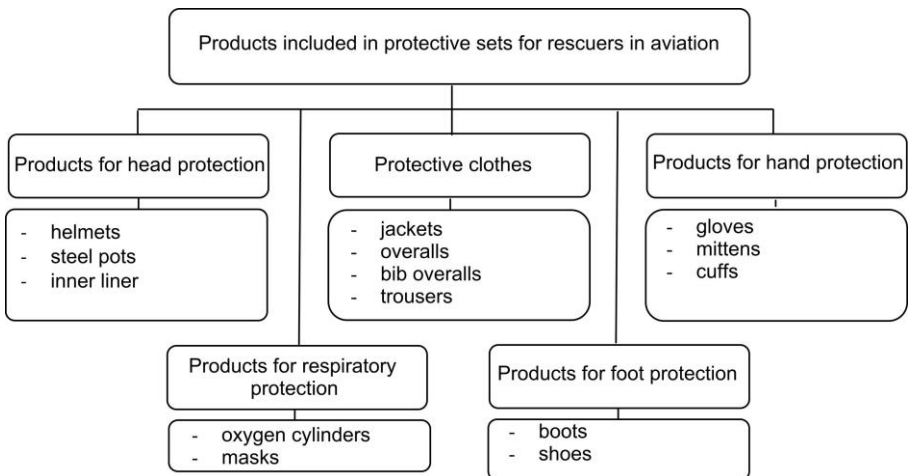 Products included in protective sets for rescuers in aviation
Products for head protection
- helmets
- steel pots
- inner liner
Protective clothes
- jackets
- overalls
- bib overalls
- trousers
Products for hand protection
- gloves
- mittens
- cuffs
Products for respiratory
protection
- oxygen cylinders
- masks
Products for foot protection
- boots
- shoes